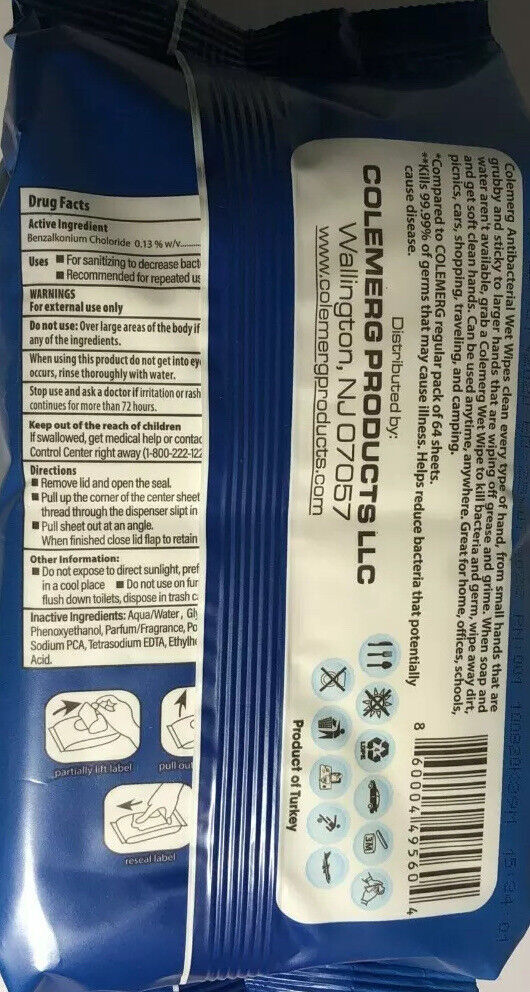 Drug Facts
Active Ingredient
Benzalkonium Choloride 0.13 % w/v..........
Uses ■ For sanitizing to decrease bact
■ Recommended for repeated us
WARNINGS
For external use only
Do not use: Over large areas of the body if
any of the ingredients.
When using this product do not get into ey
occurs, rinse thoroughly with water.
Stop use and ask a doctor if irritation or rash
continues for more than 72 hours.
Keep out of the reach of children
If swallowed, get medical help or contac
Control Center right away (1-800-222-122
Directions
■ Remove lid and open the seal.
■ Pull up the corner of the center sheet
thread through the dispenser slipt in
■ Pull sheet out at an angle.
When finished close lid flap to retain
Other Information:
■ Do not expose to direct sunlight, pref
in a cool place ■ Do not use on fur
flush down toilets, dispose in trash ca
Inactive Ingredients: Aqua/Water, Gly
Phenoxyethanol, Parfum/Fragrance, Po
Sodium PCA, Tetrasodium EDTA, Ethylhe
Acid.
partially lift label
pull out
reseal label
Colemerg Antibacterial Wet Wipes clean every type of hand, from small hands that are
grubby and sticky to larger hands that are wiping off grease and grime. When soap and
water aren't available, grab a Colemerg Wet Wipe to kill bacteria and germ, wipe away dirt,
and get soft clean hands. Can be used anytime, anywhere. Great for home, offices, schools,
picnics, cars, shopping, traveling, and camping.
*Compared to COLEMERG regular pack of 64 sheets.
**Kills 99.99% of germs that may cause illness. Helps reduce bacteria that potentially
cause disease.
Distributed by:
COLEMERG PRODUCTS LLC
Wallington, NJ 07057
www.colemergproducts.com
LDPE
3M
Product of Turkey
8 60004 49560 4